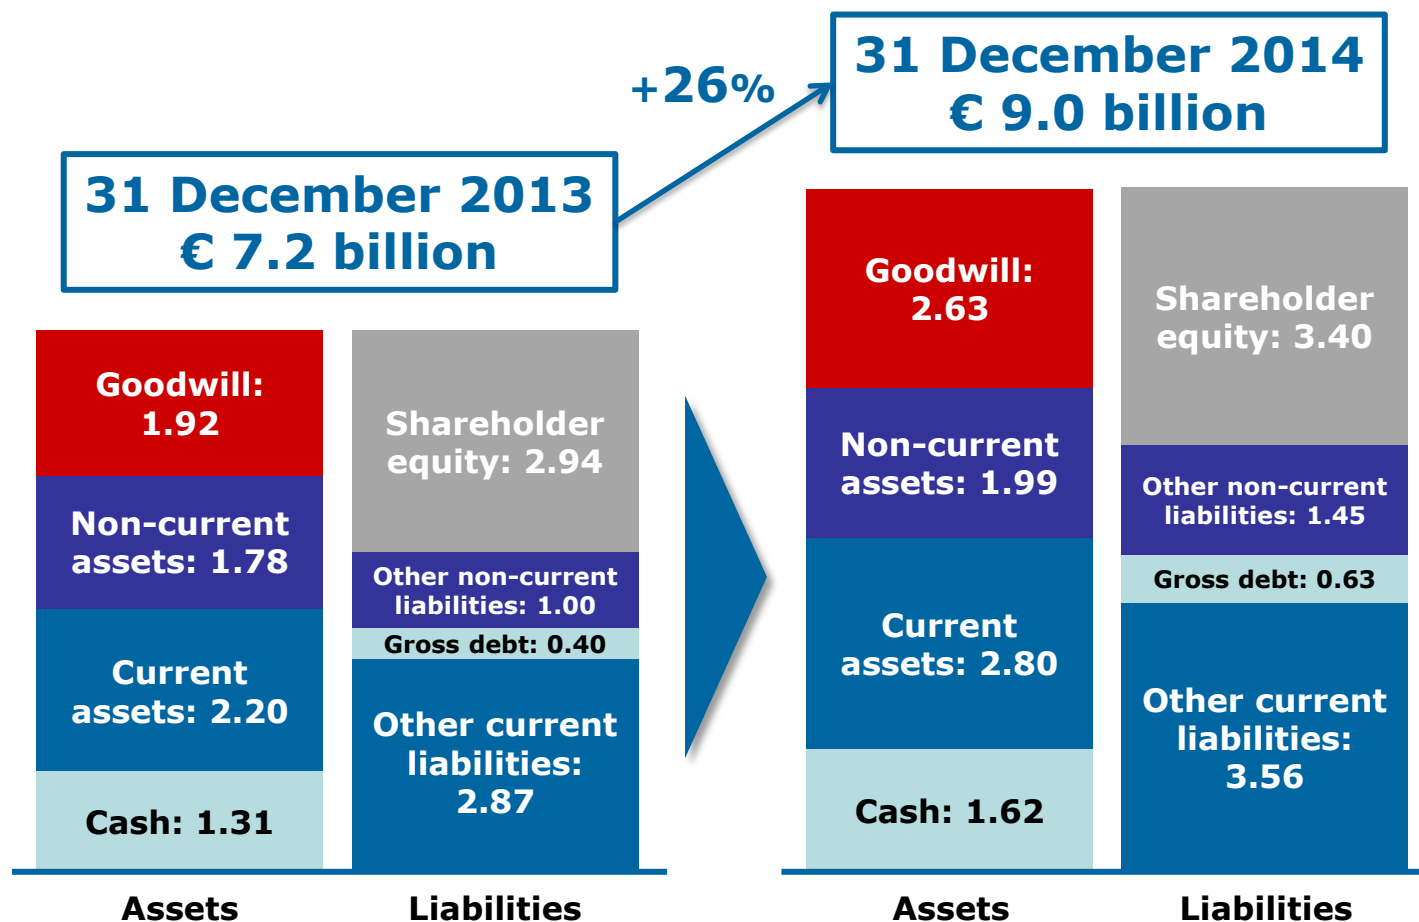 31 December 2013
€ 7.2 billion
+26%
31 December 2014
€ 9.0 billion
Goodwill:
1.92
Non-current
assets: 1.78
Current
assets: 2.20
Cash: 1.31
Assets
Shareholder
equity: 2.94
Other non-current
liabilities: 1.00
Gross debt: 0.40
Other current
liabilities:
2.87
Liabilities
Goodwill:
2.63
Non-current
assets: 1.99
Current
assets: 2.80
Cash: 1.62
Assets
Shareholder
equity: 3.40
Other non-current
liabilities: 1.45
Gross debt: 0.63
Other current
liabilities:
3.56
Liabilities